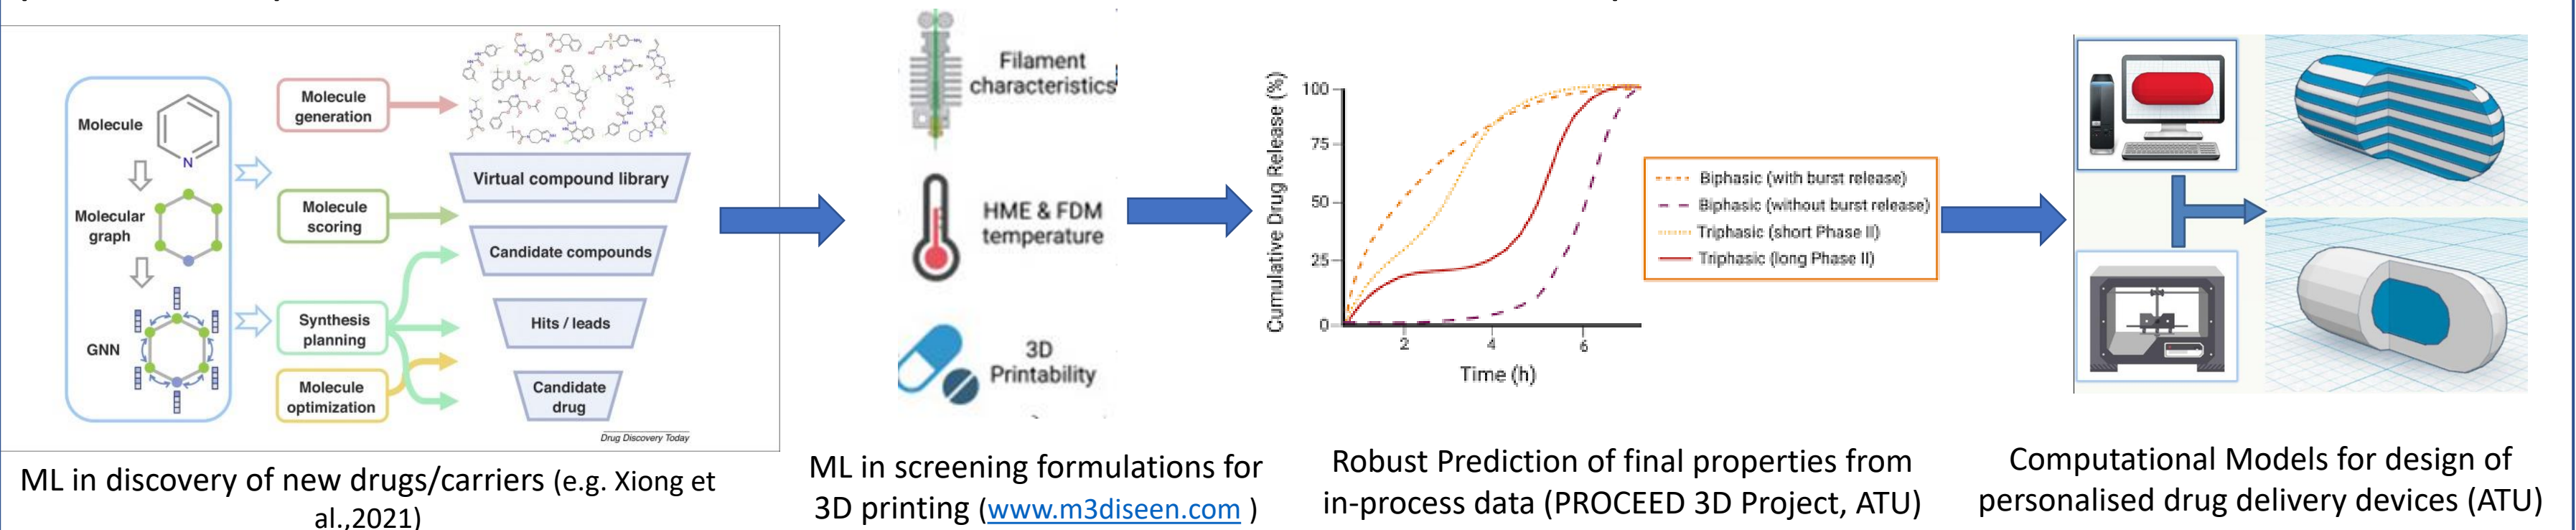 Molecule
N
Molecular
graph
GNN
Molecule
generation
Molecule
scoring
Synthesis
planning
Molecule
optimization
Virtual compound library
Candidate compounds
Hits / leads
Candidate
drug
Drug Discovery Today
ML in discovery of new drugs/carriers (e.g. Xiong et
al.,2021)
Filament
characteristics
HME & FDM
temperature
3D
Printability
ML in screening formulations for
3D printing (www.m3diseen.com )
Cumulative Drug Release (%)
100
75
50
25
0
2
4
6
Time (h)
Biphasic (with burst release)
Biphasic (without burst release)
Triphasic (short Phase II)
Triphasic (long Phase II)
Robust Prediction of final properties from
in-process data (PROCEED 3D Project, ATU)
Computational Models for design of
personalised drug delivery devices (ATU)